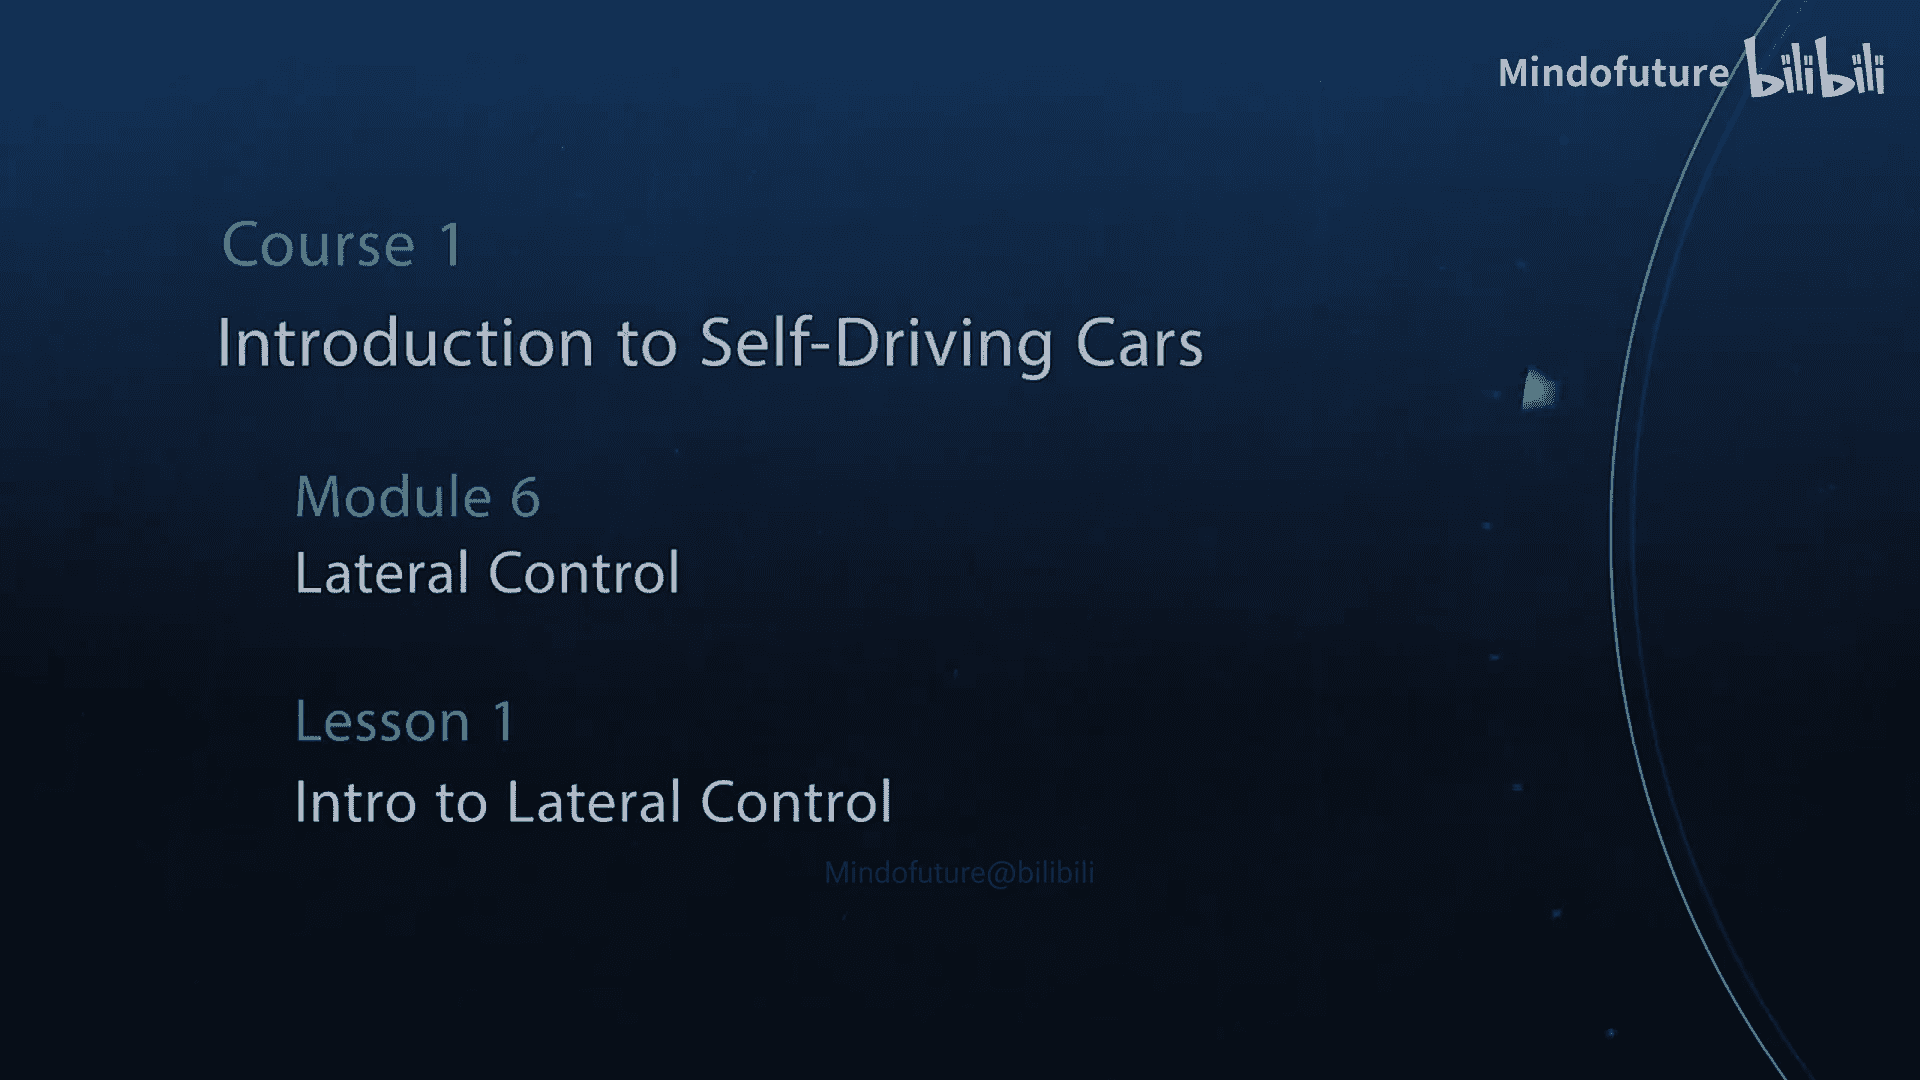 Mindofuture bilibili
Course 1
Introduction to Self-Driving Cars
Module 6
Lateral Control
Lesson 1
Intro to Lateral Control
Mindofuture@bilibili